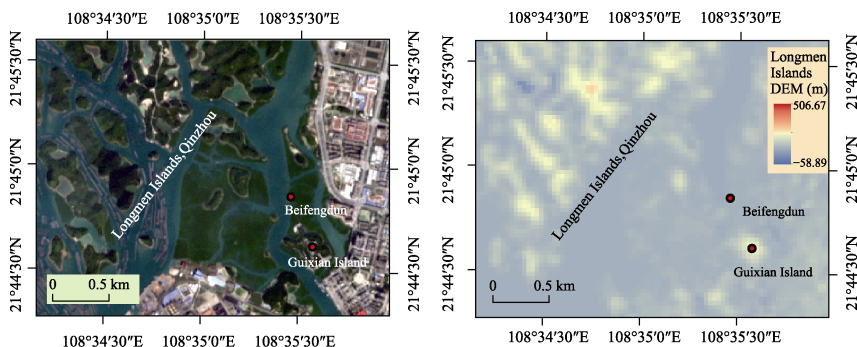 108°34′30″E 108°35′0″E 108°35′30″E
21°45′30″N
21°45′0″N
21°44′30″N
Longmen Islands,Qinzhou
Beifengdun
Guixian Island
0 0.5 km
21°45′30″N
21°45′0″N
21°44′30″N
108°34′30″E 108°35′0″E 108°35′30″E
108°34′30″E 108°35′0″E 108°35′30″E
21°45′30″N
21°45′0″N
21°44′30″N
Longmen
Islands
DEM (m)
506.67
−58.89
Longmen Islands,Qinzhou
Beifengdun
Guixian Island
0 0.5 km
21°45′30″N
21°45′0″N
21°44′30″N
108°34′30″E 108°35′0″E 108°35′30″E